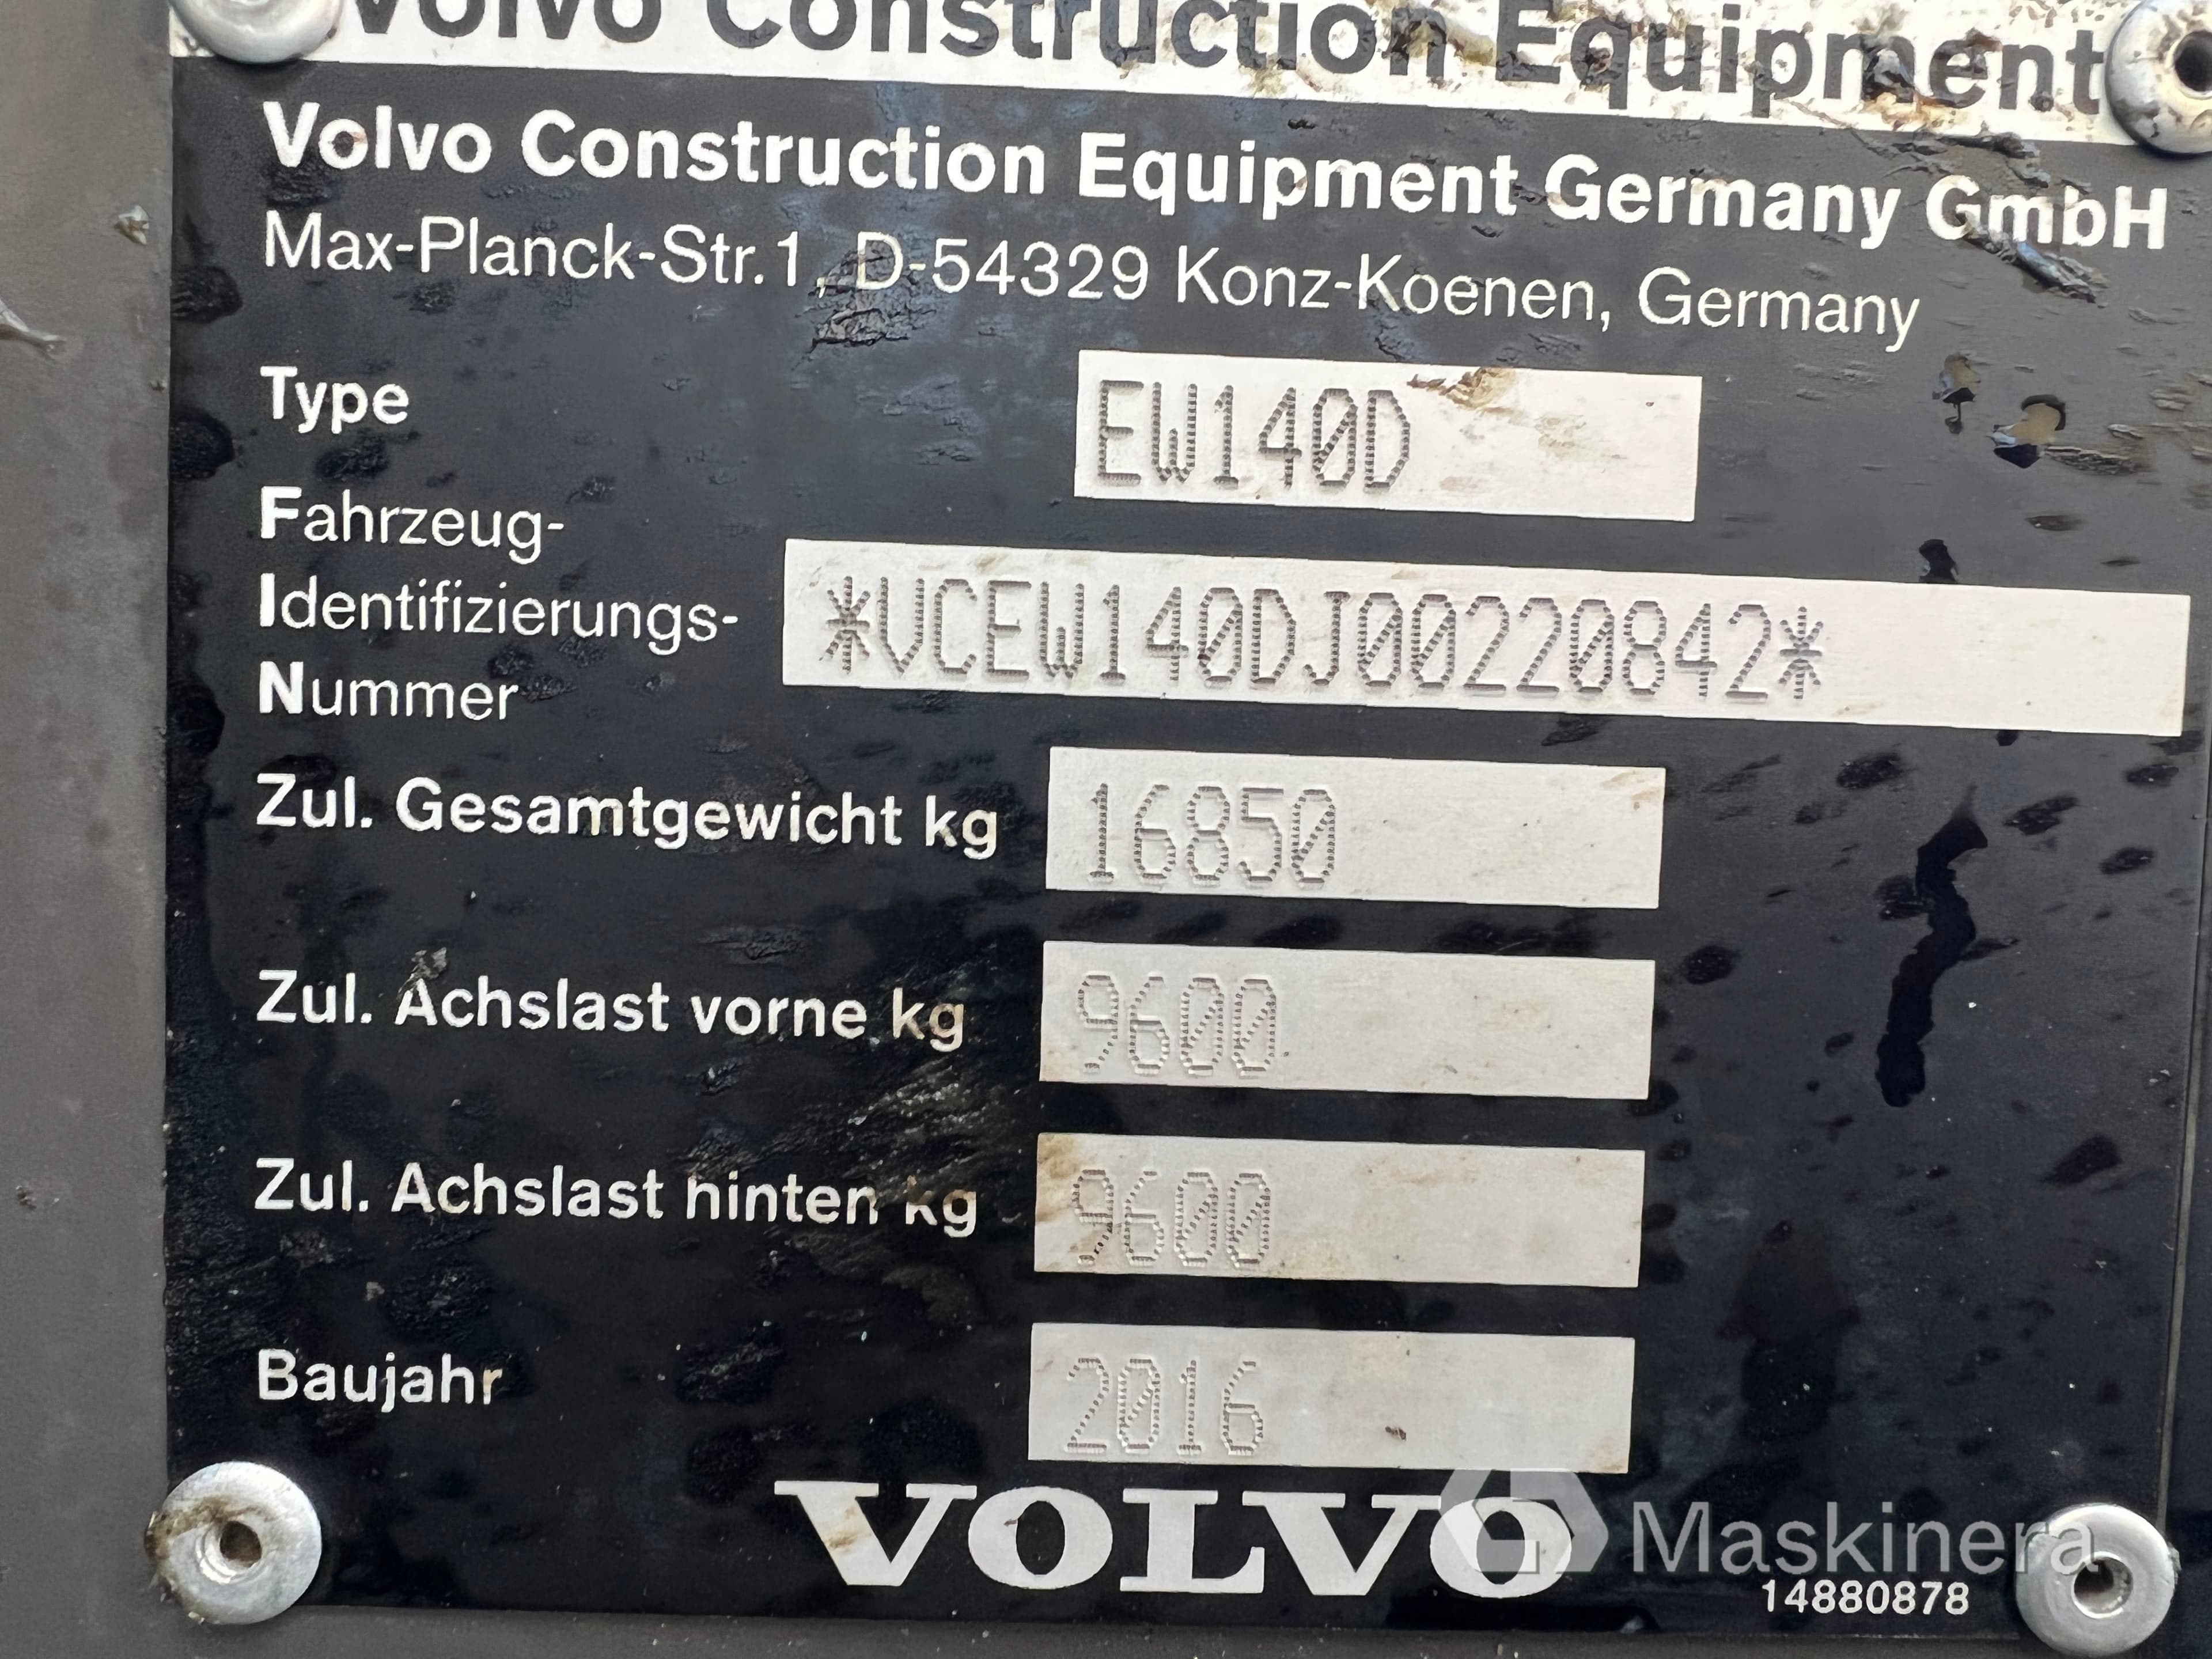 Volvo Construction Equipment
Volvo Construction Equipment Germany GmbH
Max-Planck-Str.1, D-54329 Konz-Koenen, Germany
Type EW140D
Fahrzeug-
Identifizierungs- *VCEW140DJ00220842*
Nummer
Zul. Gesamtgewicht kg 16850
Zul. Achslast vorne kg 9600
Zul. Achslast hinten kg 9600
Baujahr 2016
VOLVO
Maskinera
14880878